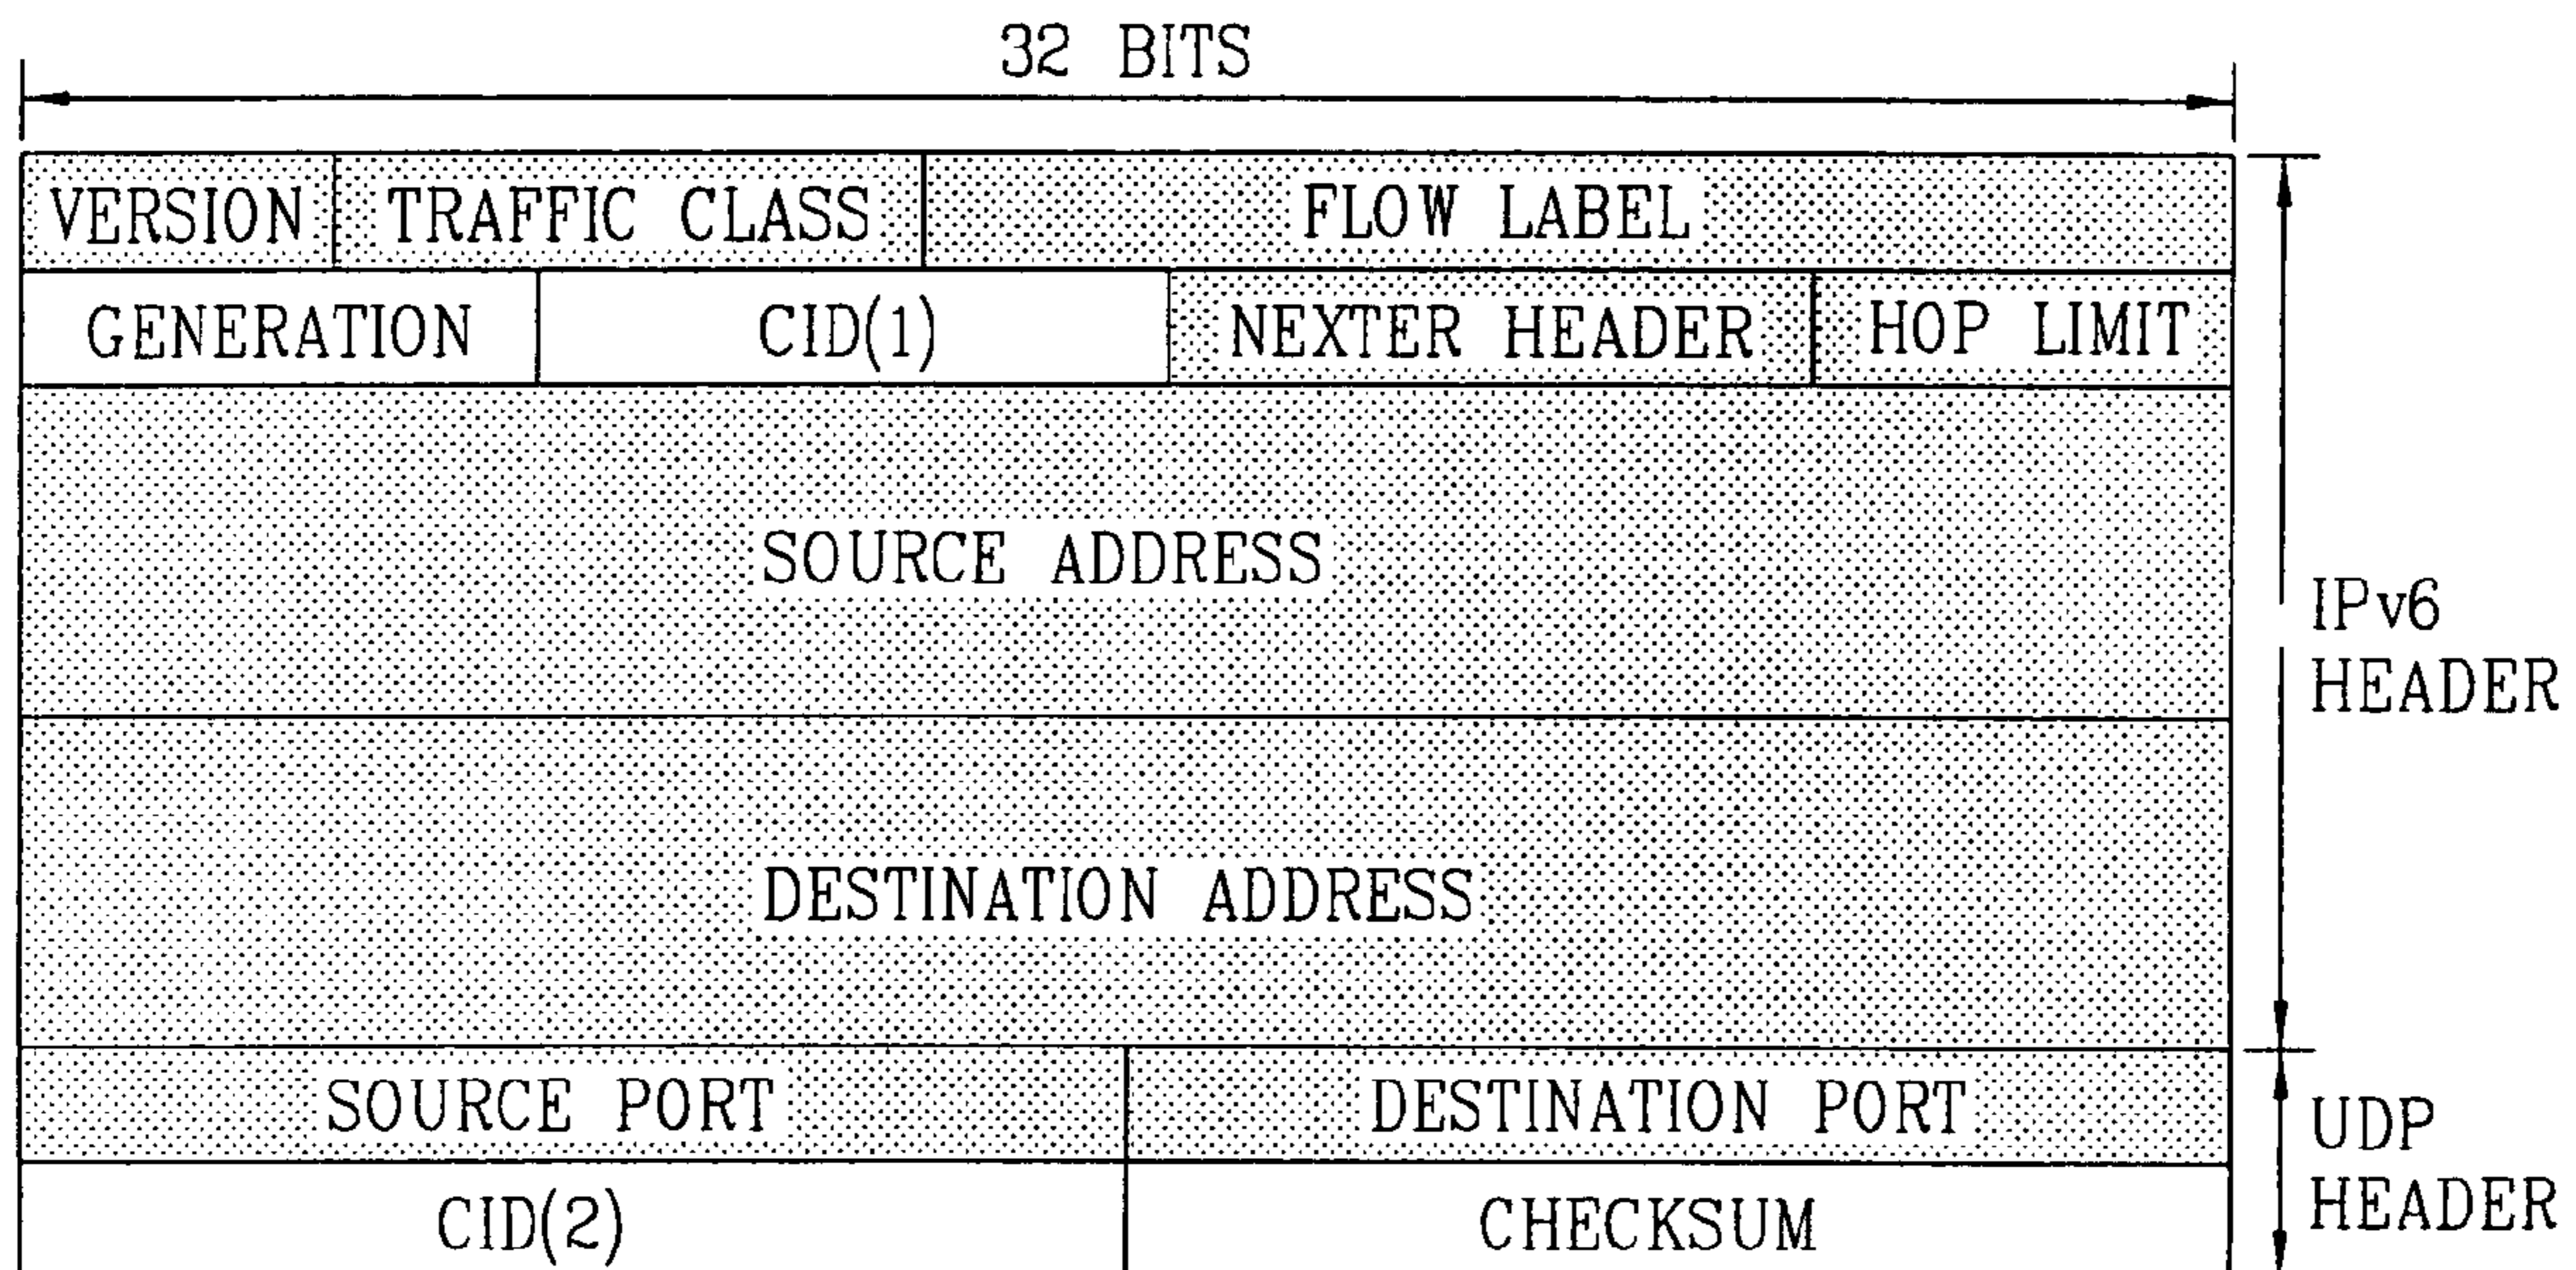 32 BITS
VERSION TRAFFIC CLASS FLOW LABEL
GENERATION CID(1) NEXTER HEADER HOP LIMIT
SOURCE ADDRESS
IPv6
HEADER
DESTINATION ADDRESS
SOURCE PORT DESTINATION PORT
UDP
HEADER
CID(2) CHECKSUM